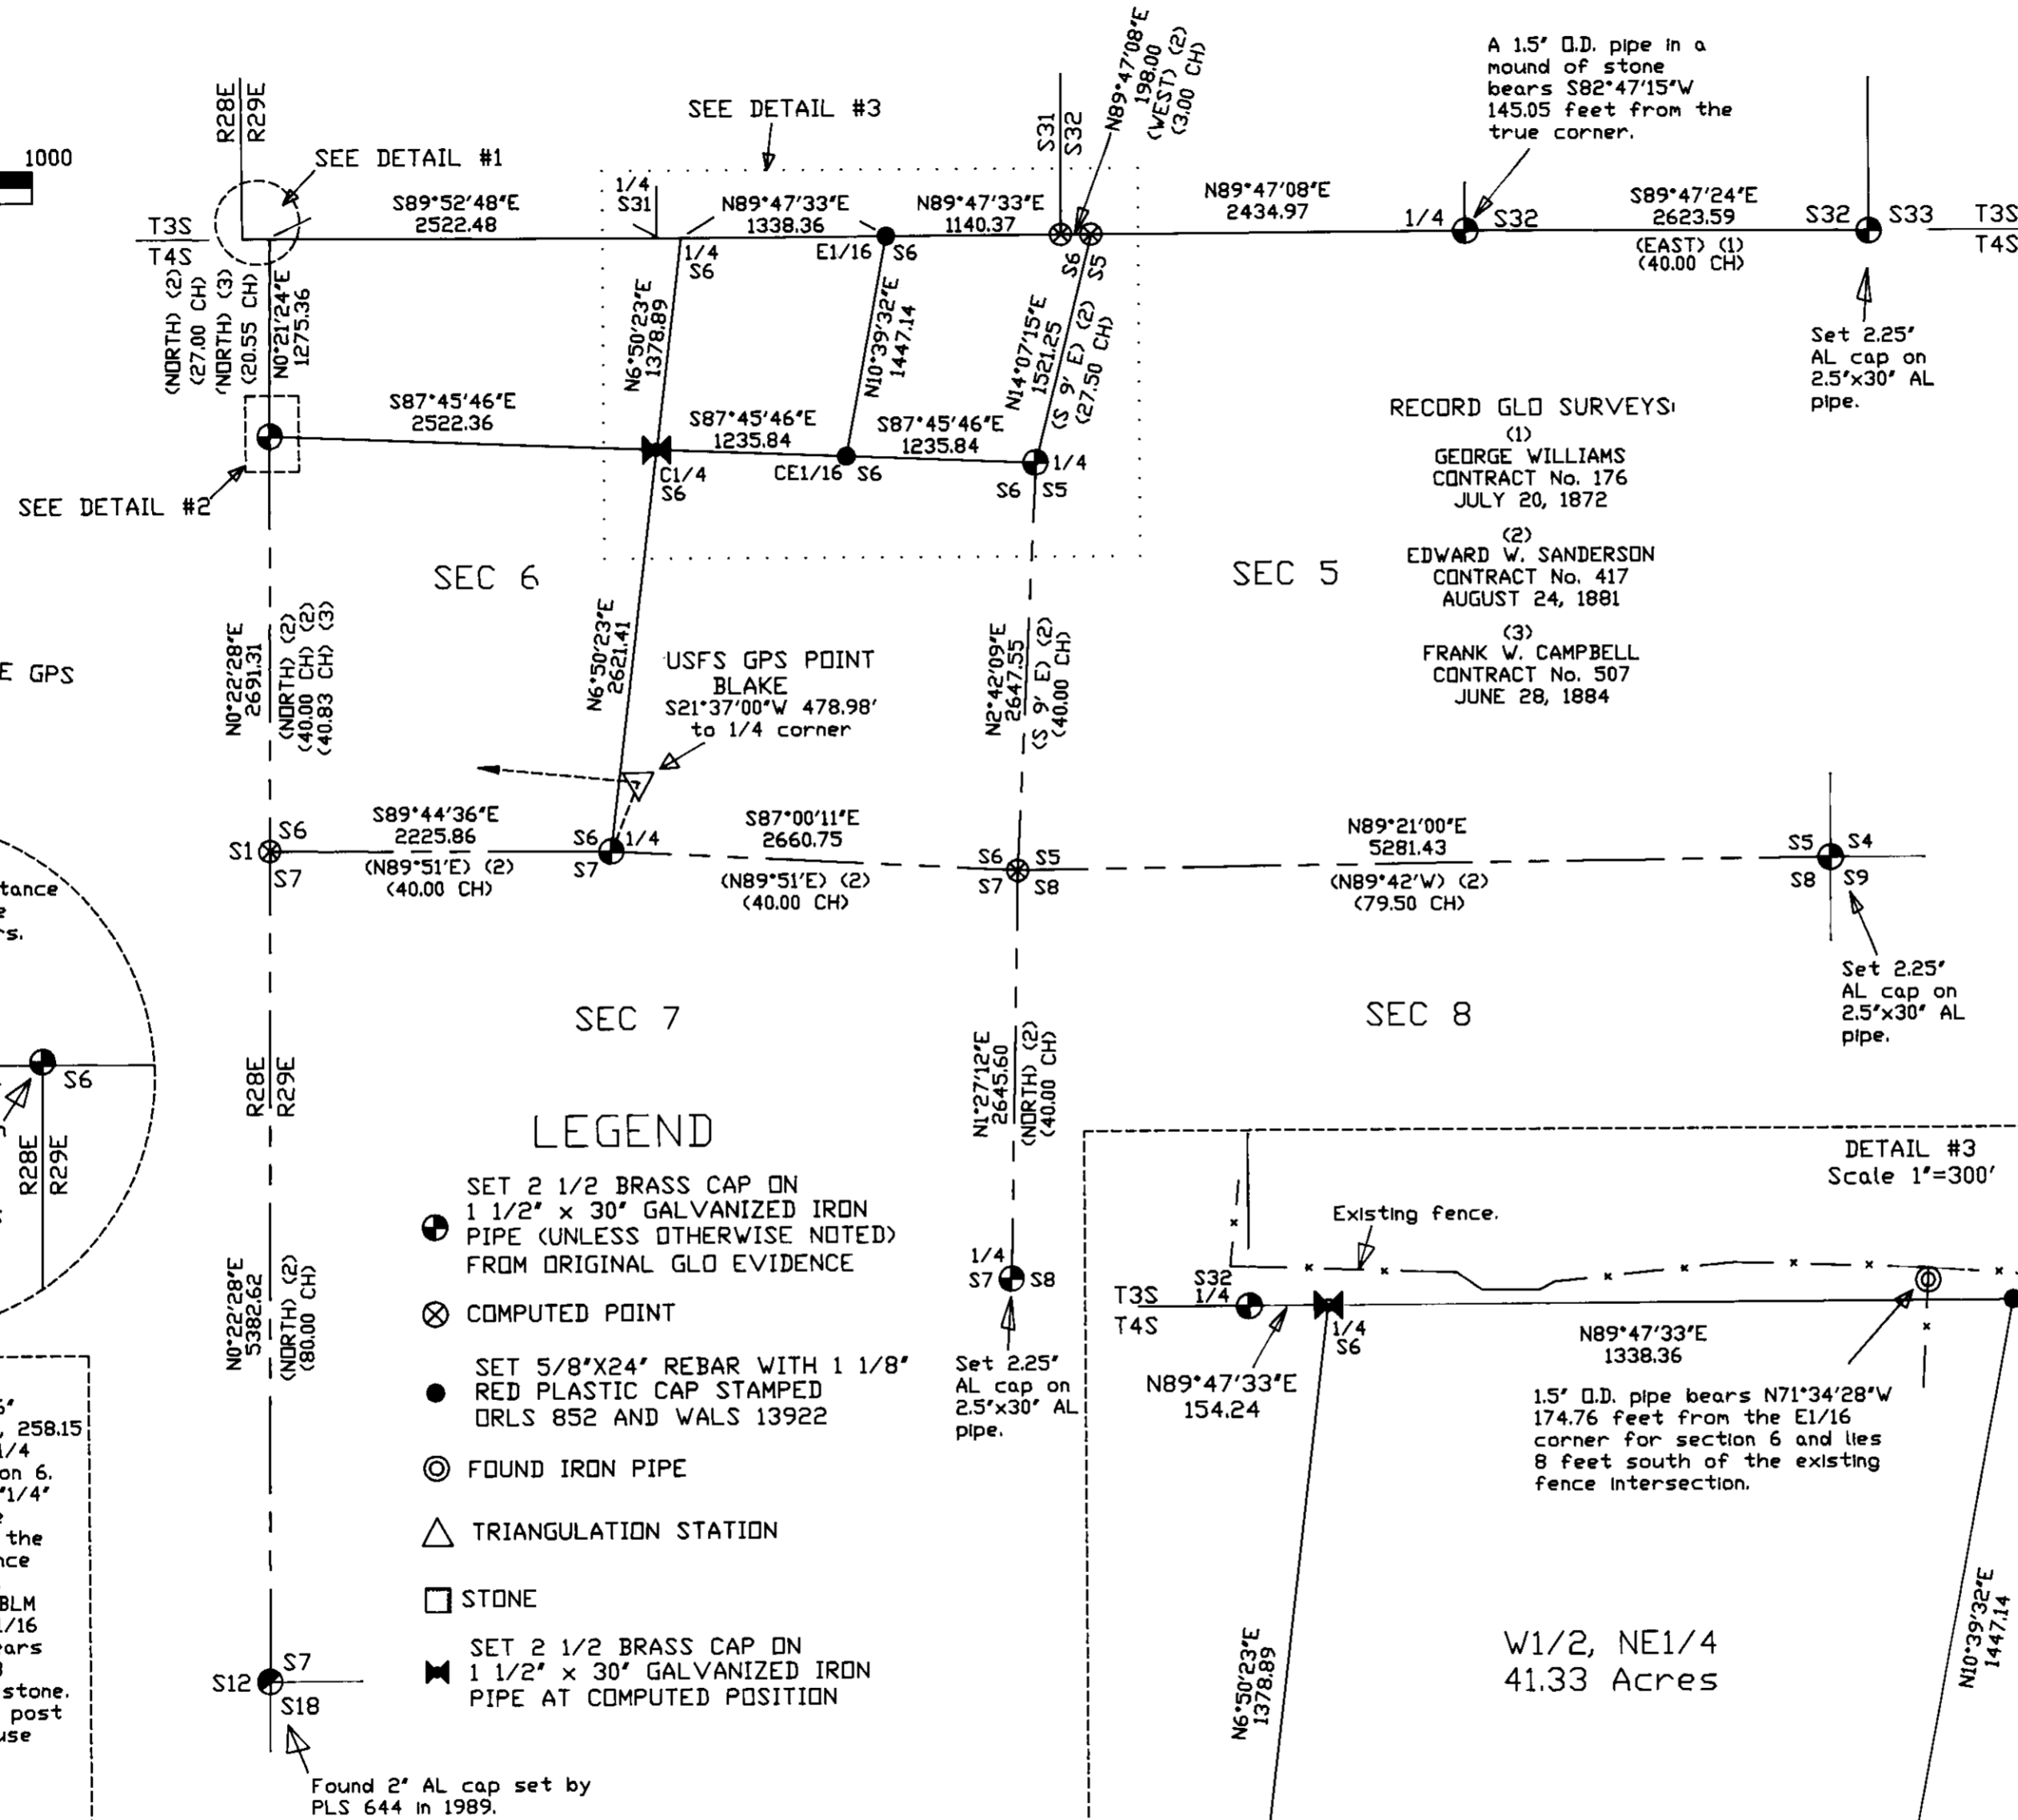 1000
R28E
R29E
SEE DETAIL #1
SEE DETAIL #3
S31
S32
N89°47'08"E
198.00
(WEST) (2)
(3.00 CH)
A 1.5" O.D. pipe in a
mound of stone
bears S82°47'15"W
145.05 feet from the
true corner.
T3S
T4S
S89°52'48"E
2522.48
1/4
S31
N89°47'33"E
1338.36
N89°47'33"E
1140.37
N89°47'08"E
2434.97
1/4
S32
S89°47'24"E
2623.59
(EAST) (1)
(40.00 CH)
S32
S33
T3S
T4S
1/4
S6
E1/16
S6
S6
S5
(NORTH) (2)
(27.00 CH)
(NORTH) (3)
(20.55 CH)
N0°21'24"E
1275.36
N6°50'23"E
1378.89
N10°39'32"E
1447.14
N14°07'15"E
1521.25
(S 9' E) (2)
(27.50 CH)
Set 2.25"
AL cap on
2.5"x30" AL
pipe.
S87°45'46"E
2522.36
S87°45'46"E
1235.84
S87°45'46"E
1235.84
C1/4
S6
CE1/16
S6
1/4
S6
S5
SEE DETAIL #2
RECORD GLO SURVEYS:
(1)
GEORGE WILLIAMS
CONTRACT No. 176
JULY 20, 1872
(2)
EDWARD W. SANDERSON
CONTRACT No. 417
AUGUST 24, 1881
(3)
FRANK W. CAMPBELL
CONTRACT No. 507
JUNE 28, 1884
SEC 6
SEC 5
E GPS
N0°22'28"E
2691.31
(NORTH) (2)
(40.00 CH) (2)
(40.83 CH) (3)
N6°50'23"E
2621.41
USFS GPS POINT
BLAKE
S21°37'00"W 478.98'
to 1/4 corner
N2°42'09"E
2647.55
(S 9' E) (2)
(40.00 CH)
S1
S6
S7
S89°44'36"E
2225.86
(N89°51'E) (2)
(40.00 CH)
S6
1/4
S7
S87°00'11"E
2660.75
(N89°51'E) (2)
(40.00 CH)
S6
S5
S7
S8
N89°21'00"E
5281.43
(N89°42'W) (2)
(79.50 CH)
S5
S4
S8
S9
Set 2.25"
AL cap on
2.5"x30" AL
pipe.
tance
rs.
S6
R28E
R29E
SEC 7
SEC 8
R28E
R29E
N1°27'12"E
2645.60
(NORTH) (2)
(40.00 CH)
1/4
S7
S8
Set 2.25"
AL cap on
2.5"x30" AL
pipe.
LEGEND
SET 2 1/2 BRASS CAP ON
1 1/2" x 30" GALVANIZED IRON
PIPE (UNLESS OTHERWISE NOTED)
FROM ORIGINAL GLO EVIDENCE
COMPUTED POINT
SET 5/8"X24" REBAR WITH 1 1/8"
RED PLASTIC CAP STAMPED
ORLS 852 AND WALS 13922
FOUND IRON PIPE
TRIANGULATION STATION
STONE
SET 2 1/2 BRASS CAP ON
1 1/2" x 30" GALVANIZED IRON
PIPE AT COMPUTED POSITION
N0°22'28"E
5382.62
(NORTH) (2)
(80.00 CH)
S12
S7
S18
Found 2" AL cap set by
PLS 644 in 1989.
, 258.15
1/4
on 6.
"1/4"
the
nce
BLM
1/16
ears
stone.
post
use
DETAIL #3
Scale 1"=300'
Existing fence.
T3S
T4S
S32
1/4
1/4
S6
N89°47'33"E
154.24
N89°47'33"E
1338.36
1.5" O.D. pipe bears N71°34'28"W
174.76 feet from the E1/16
corner for section 6 and lies
8 feet south of the existing
fence intersection.
N6°50'23"E
1378.89
N10°39'32"E
1447.14
W1/2, NE1/4
41.33 Acres